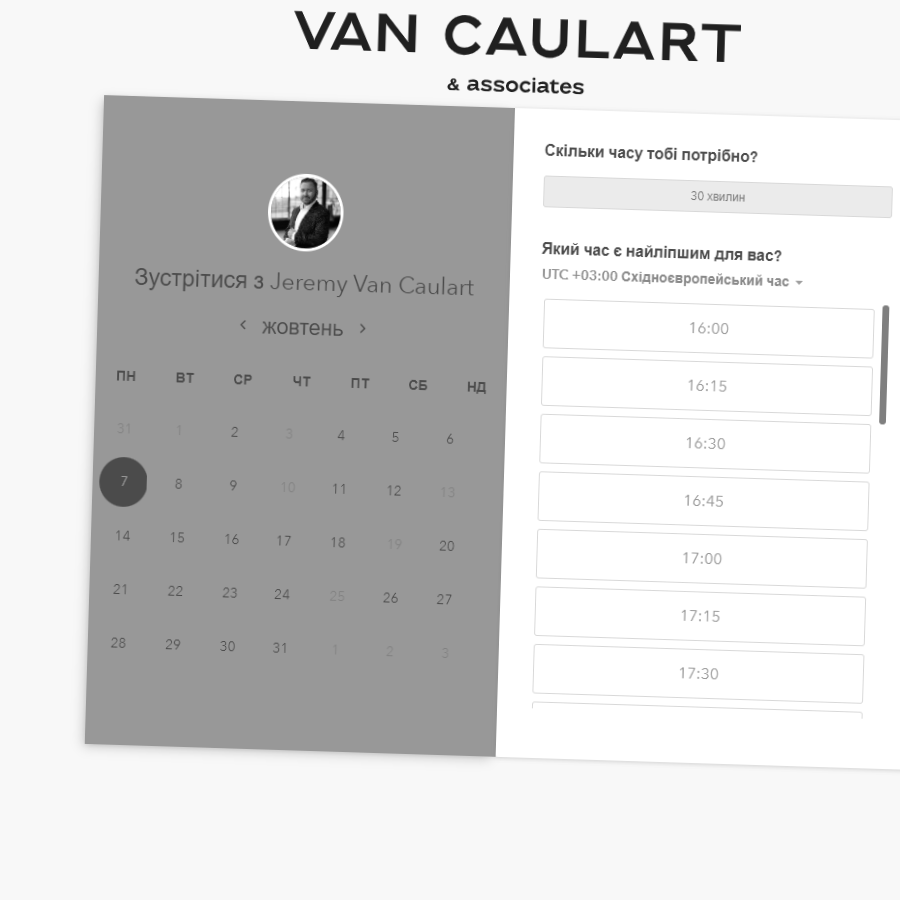 VAN CAULART
& associates
Зустрітися з Jeremy Van Caulart
жовтень
ПН ВТ СР ЧТ ПТ СБ НД
31 1 2 3 4 5 6
7 8 9 10 11 12 13
14 15 16 17 18 19 20
21 22 23 24 25 26 27
28 29 30 31 1 2 3
Скільки часу тобі потрібно?
30 хвилин
Який час є найліпшим для вас?
UTC +03:00 Східноєвропейський час
16:00
16:15
16:30
16:45
17:00
17:15
17:30